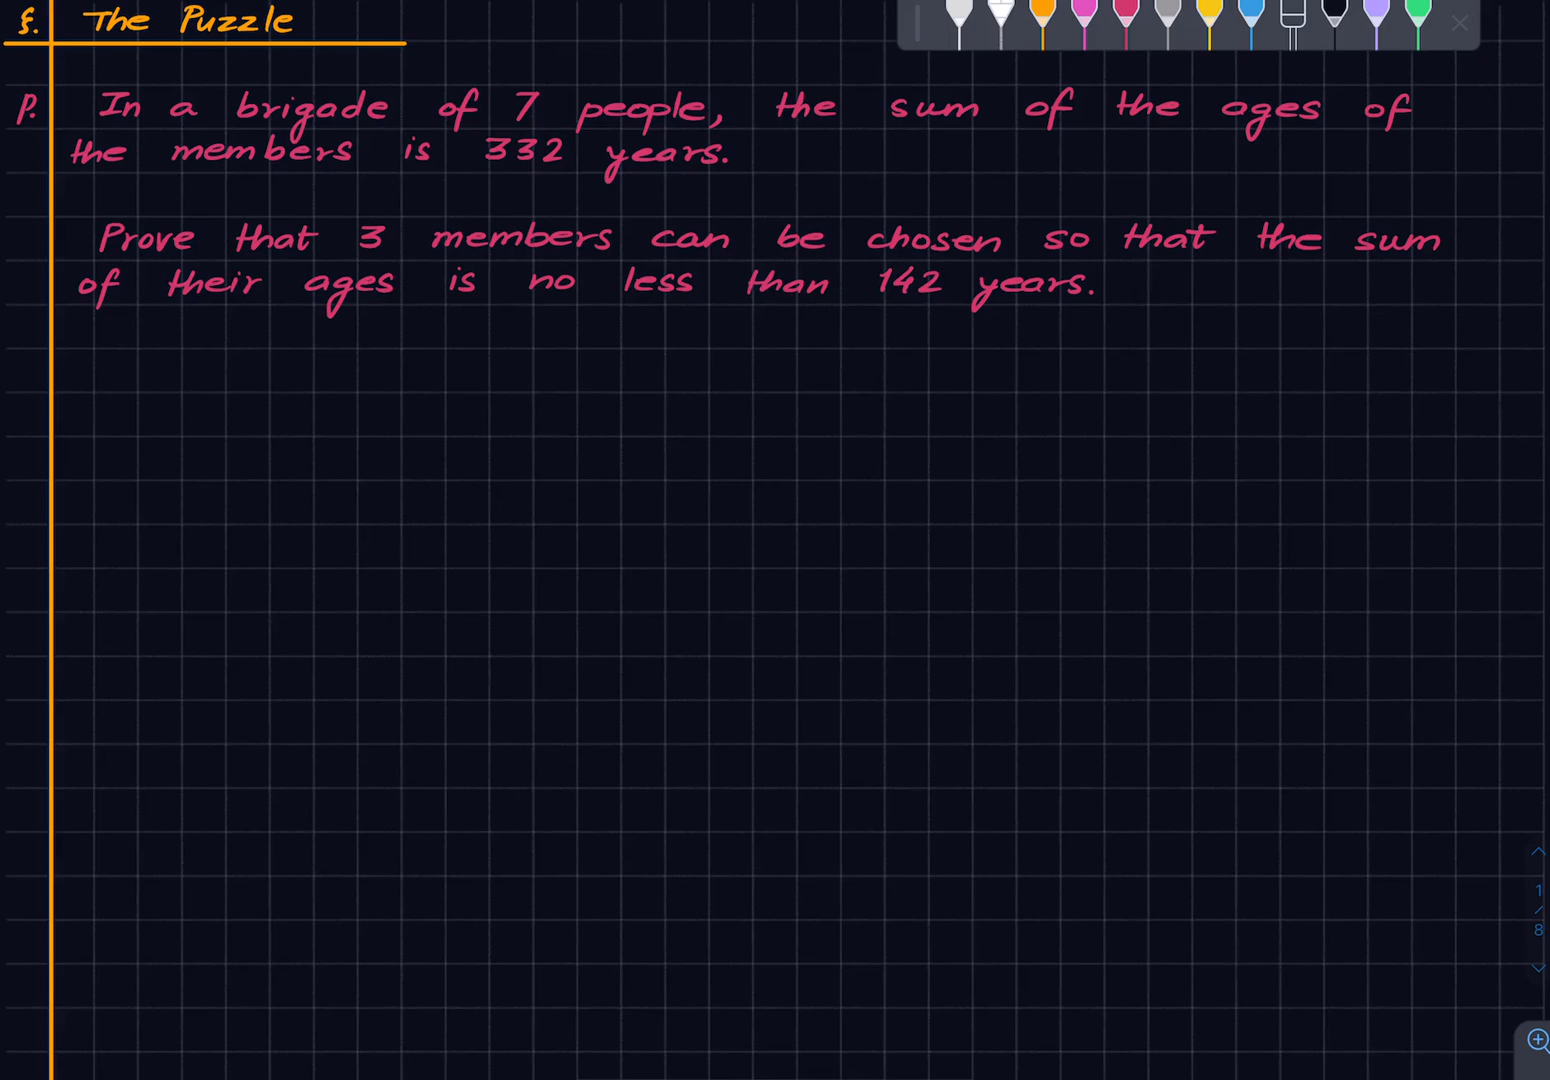 §. The Puzzle
P. In a brigade of 7 people, the sum of the ages of
the members is 332 years.
Prove that 3 members can be chosen so that the sum
of their ages is no less than 142 years.
1
/
8